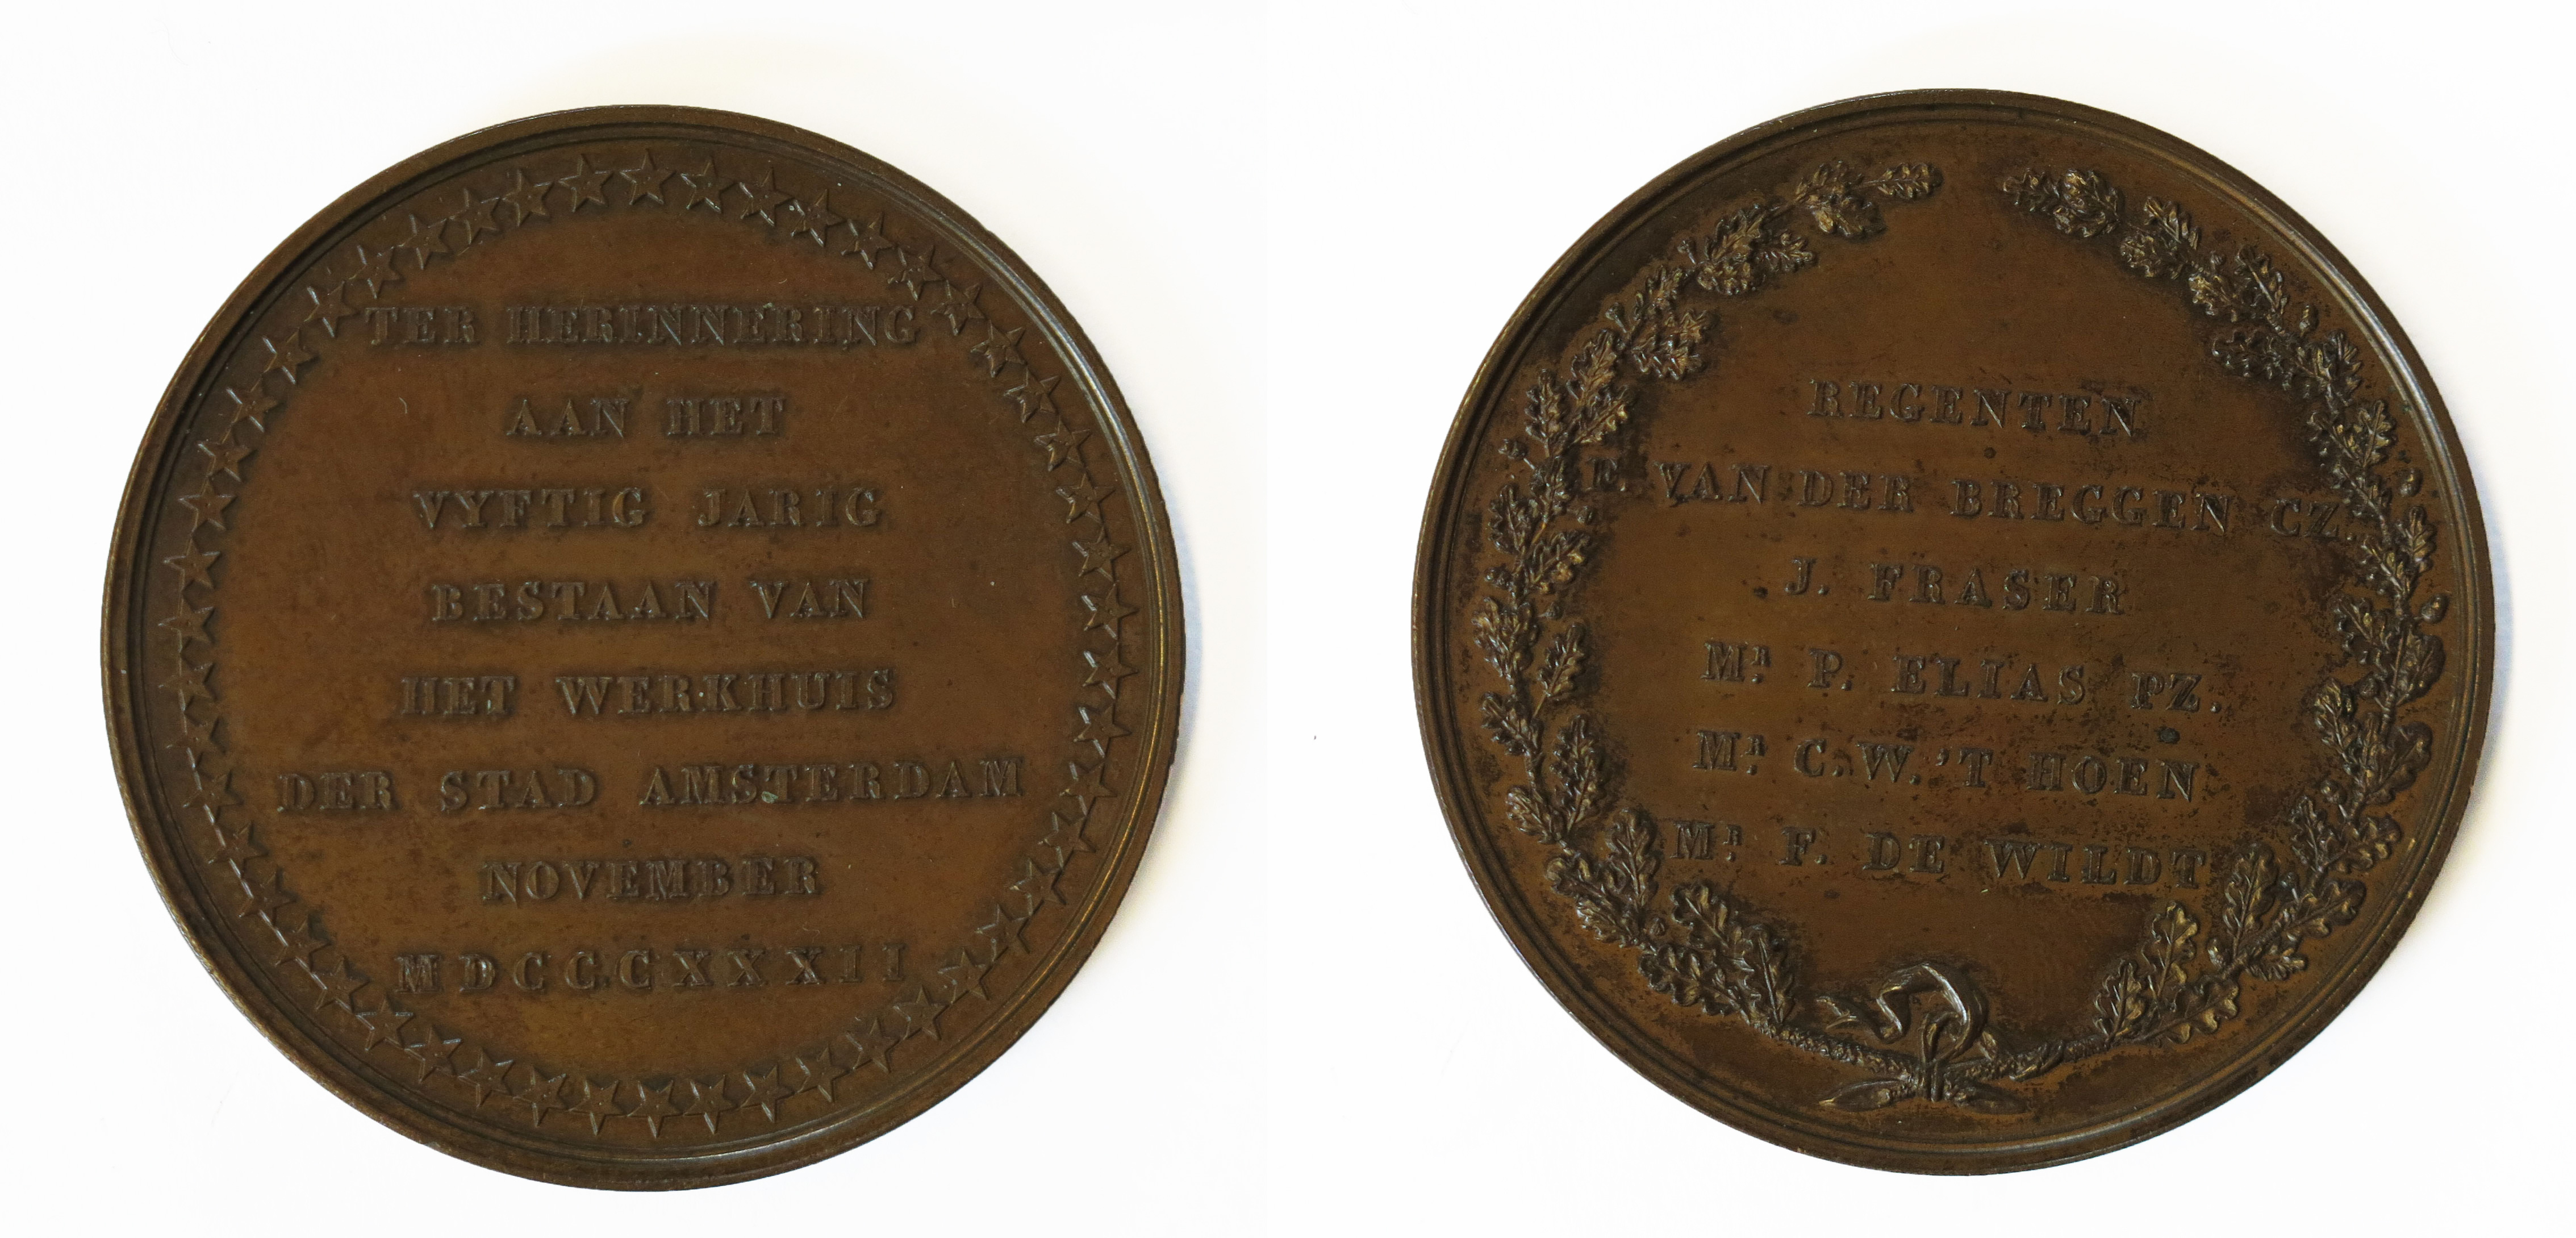 TER HERINNERING
AAN HET
VYFTIG JARIG
BESTAAN VAN
HET WERKHUIS
DER STAD AMSTERDAM
NOVEMBER
MDCCCXXXII
REGENTEN
VAN DER BREGGEN CZ.
J. FRASER
MR. P. ELIAS PZ.
MR. C. W. 'T HOEN
MR. F. DE WILDT